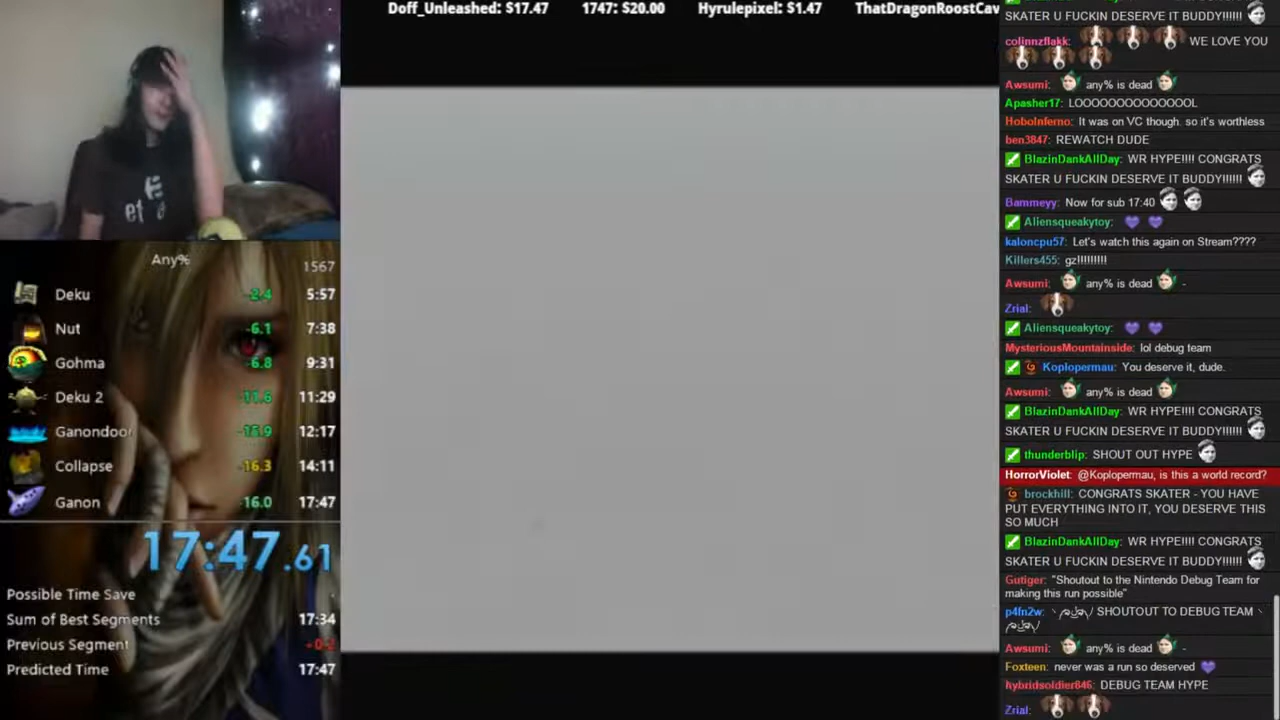 Doff_Unleashed: $17.47 1747: $20.00 Hyrulepixel: $1.47 ThatDragonRoostCav
et
Any% 1567
Deku -2.4 5:57
Nut -6.1 7:38
Gohma -6.8 9:31
Deku 2 -11.6 11:29
Ganondoor -15.9 12:17
Collapse -16.3 14:11
Ganon -16.0 17:47
17:47.61
Possible Time Save
Sum of Best Segments 17:34
Previous Segment -0.2
Predicted Time 17:47
SKATER U FUCKIN DESERVE IT BUDDY!!!!!!
colinnzflakk: WE LOVE YOU
Awsumi: any% is dead
Apasher17: LOOOOOOOOOOOOOOL
HoboInferno: It was on VC though. so it's worthless
ben3847: REWATCH DUDE
BlazinDankAllDay: WR HYPE!!!! CONGRATS
SKATER U FUCKIN DESERVE IT BUDDY!!!!!!
Bammeyy: Now for sub 17:40
Aliensqueakytoy:
kaloncpu57: Let's watch this again on Stream????
Killers455: gz!!!!!!!!!
Awsumi: any% is dead -
Zrial:
Aliensqueakytoy:
MysteriousMountainside: lol debug team
Koplopermau: You deserve it, dude.
Awsumi: any% is dead
BlazinDankAllDay: WR HYPE!!!! CONGRATS
SKATER U FUCKIN DESERVE IT BUDDY!!!!!!
thunderblip: SHOUT OUT HYPE
HorrorViolet: @Koplopermau, is this a world record?
brockhill: CONGRATS SKATER - YOU HAVE
PUT EVERYTHING INTO IT, YOU DESERVE THIS
SO MUCH
BlazinDankAllDay: WR HYPE!!!! CONGRATS
SKATER U FUCKIN DESERVE IT BUDDY!!!!!!
Gutiger: "Shoutout to the Nintendo Debug Team for
making this run possible"
p4fn2w: SHOUTOUT TO DEBUG TEAM
Awsumi: any% is dead -
Foxteen: never was a run so deserved
hybridsoldier846: DEBUG TEAM HYPE
Zrial: